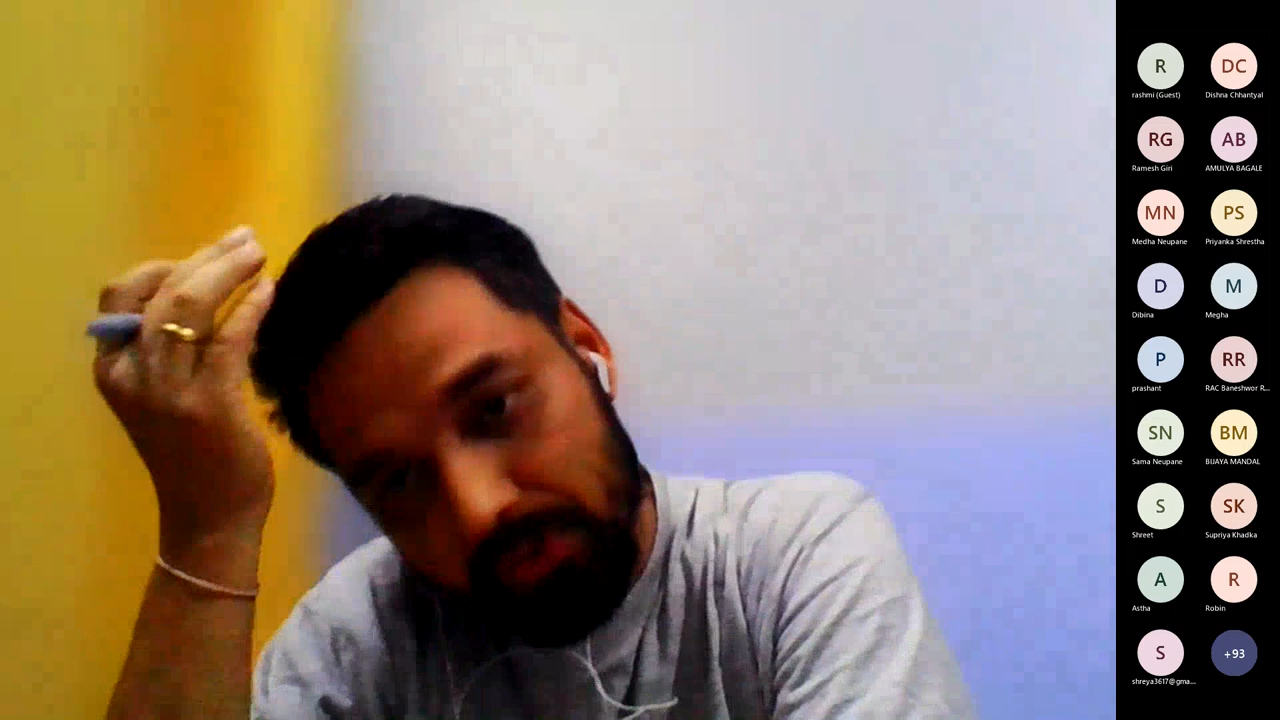 R DC
rashmi (Guest) Dishna Chhantyal
RG AB
Ramesh Giri AMULYA BAGALE
MN PS
Medha Neupane Priyanka Shrestha
D M
Dibina Megha
P RR
prashant RAC Baneshwor R...
SN BM
Sama Neupane BIJAYA MANDAL
S SK
Shreet Supriya Khadka
A R
Astha Robin
S +93
shreya3617@gma...